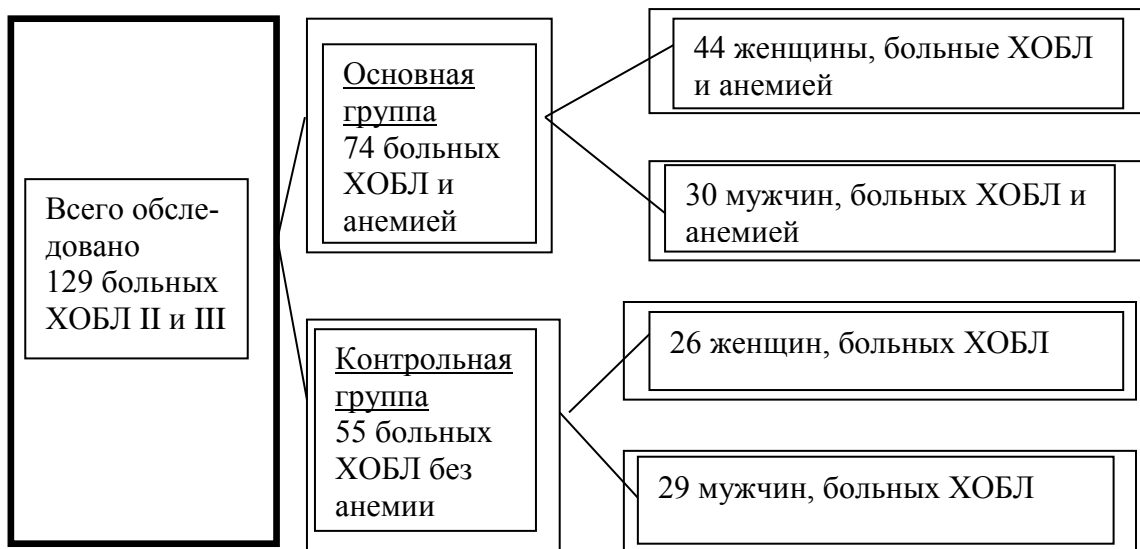 Всего обсле-
довано
129 больных
ХОБЛ II и III
Основная
группа
74 больных
ХОБЛ и
анемией
44 женщины, больные ХОБЛ
и анемией
30 мужчин, больных ХОБЛ и
анемией
Контрольная
группа
55 больных
ХОБЛ без
анемии
26 женщин, больных ХОБЛ
29 мужчин, больных ХОБЛ